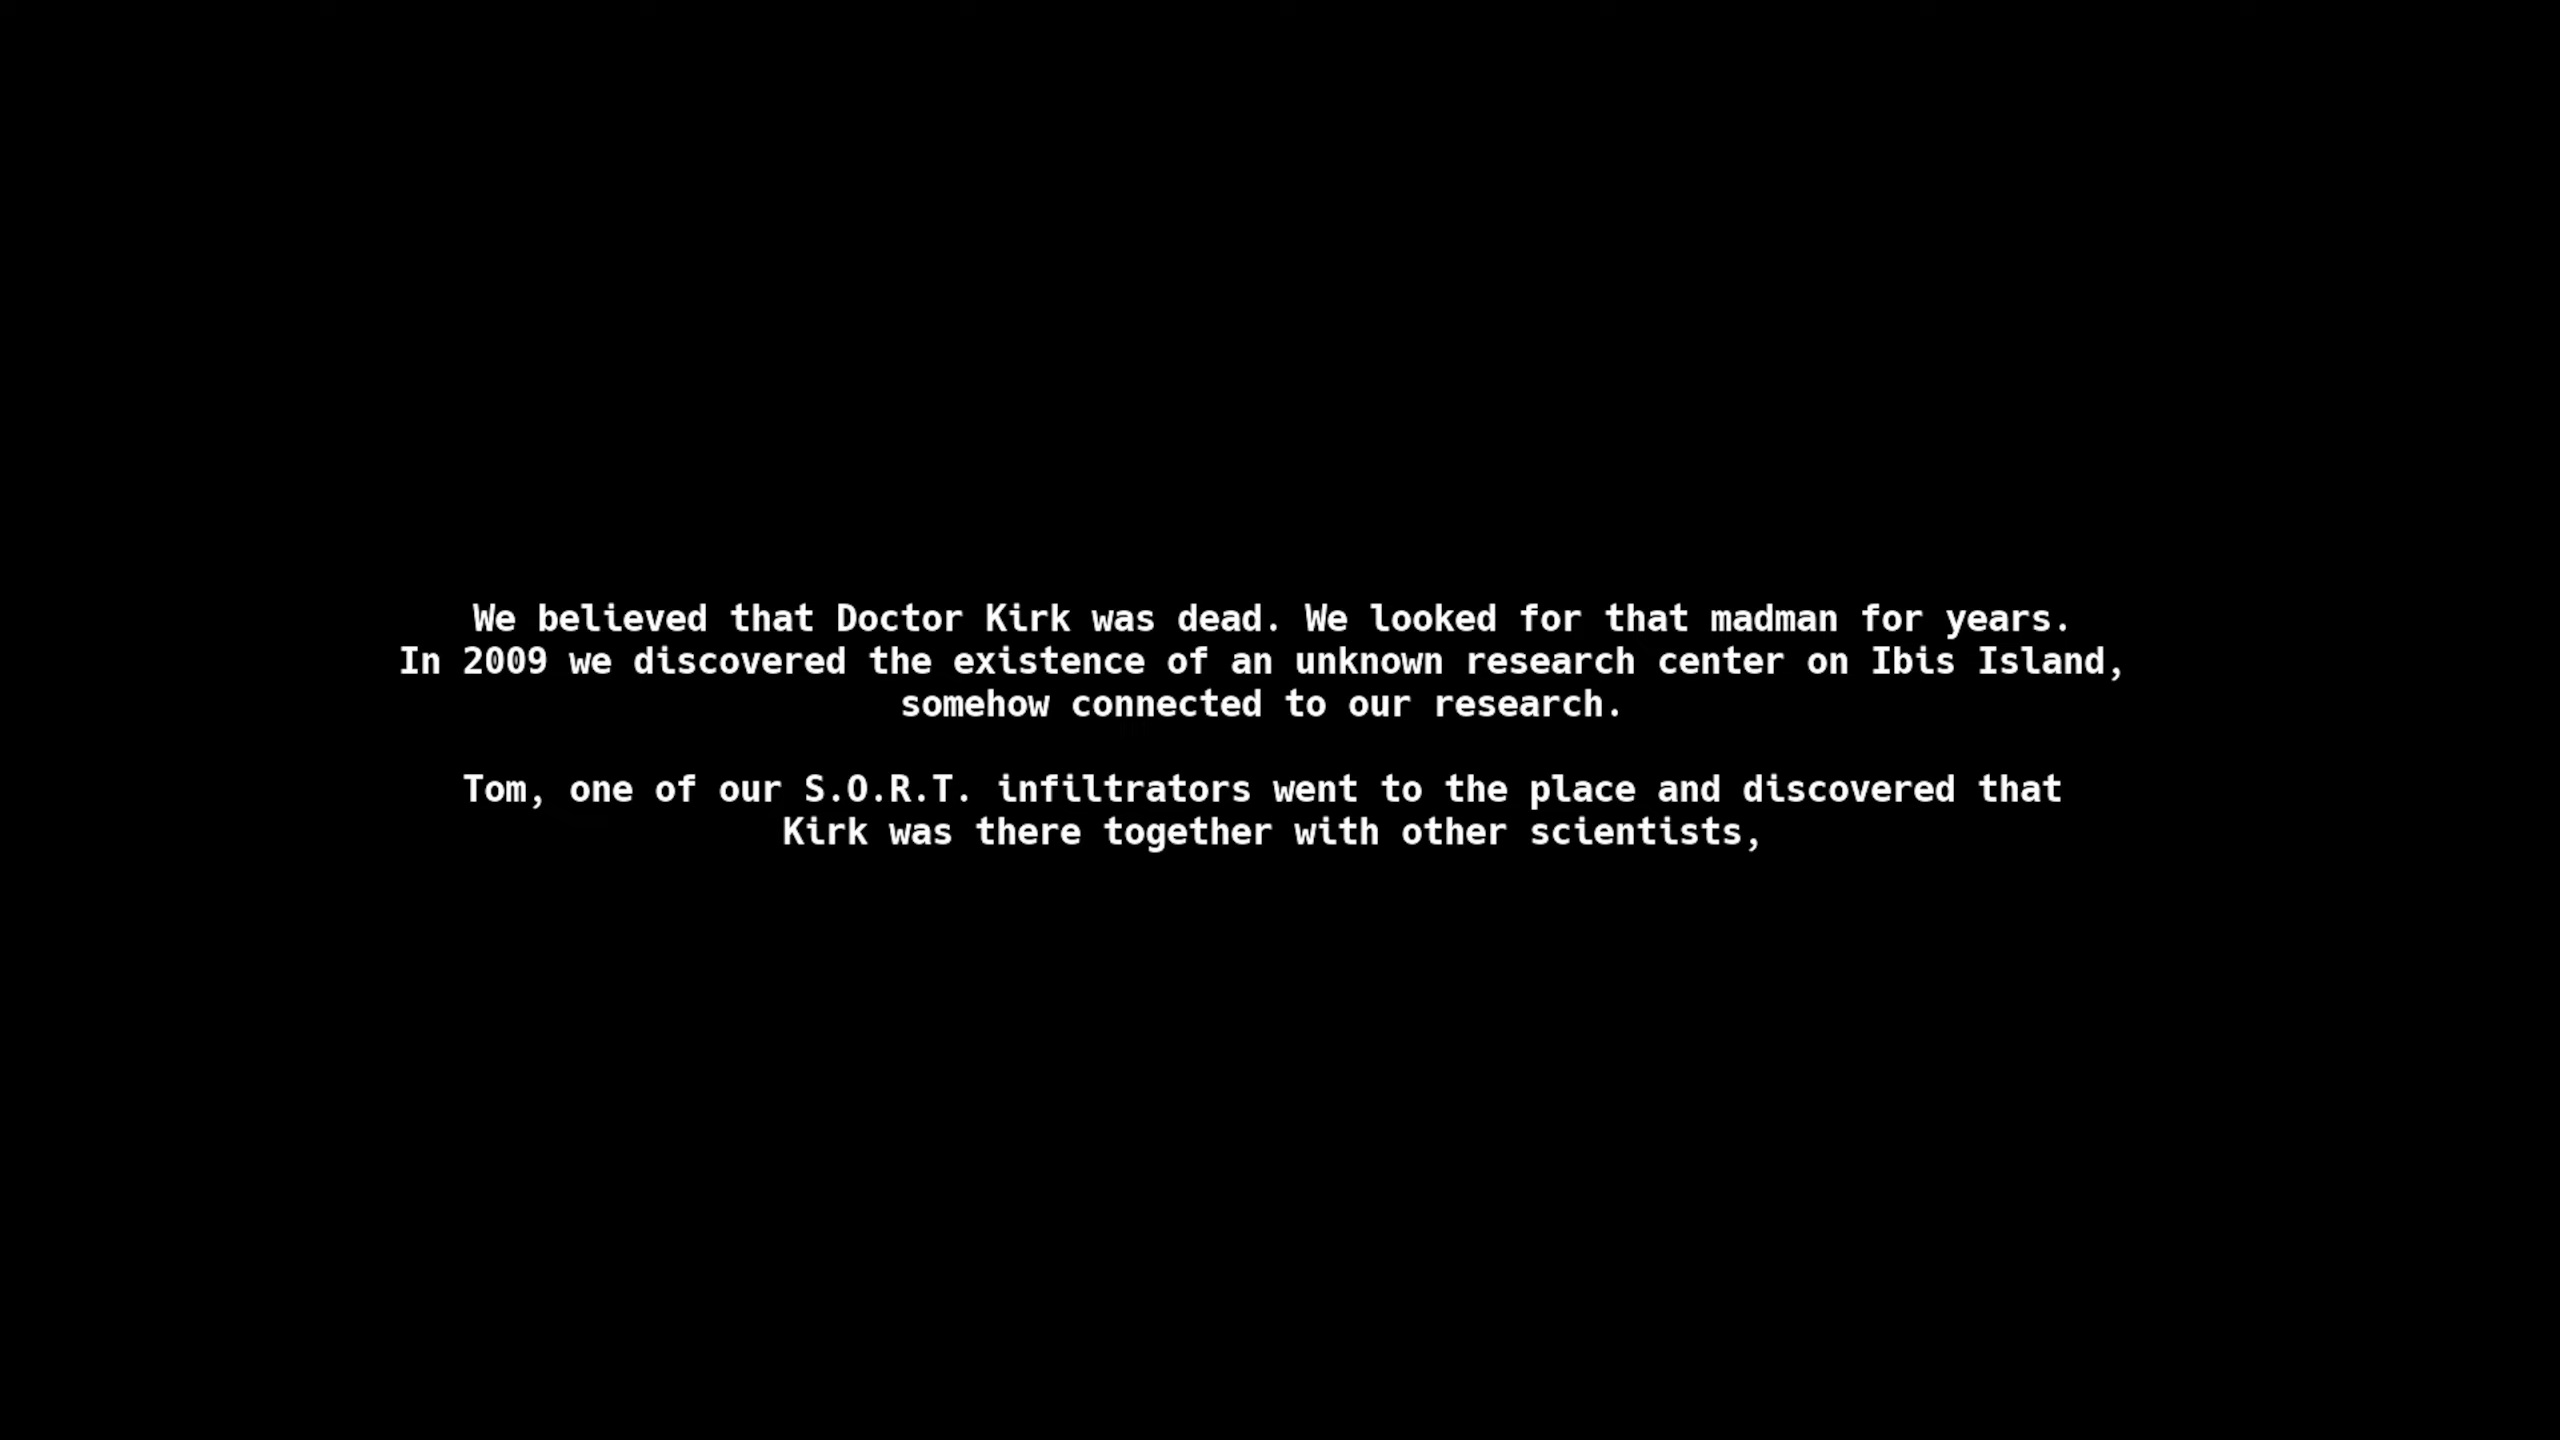 We believed that Doctor Kirk was dead. We looked for that madman for years.
In 2009 we discovered the existence of an unknown research center on Ibis Island,
somehow connected to our research.
Tom, one of our S.O.R.T. infiltrators went to the place and discovered that
Kirk was there together with other scientists,